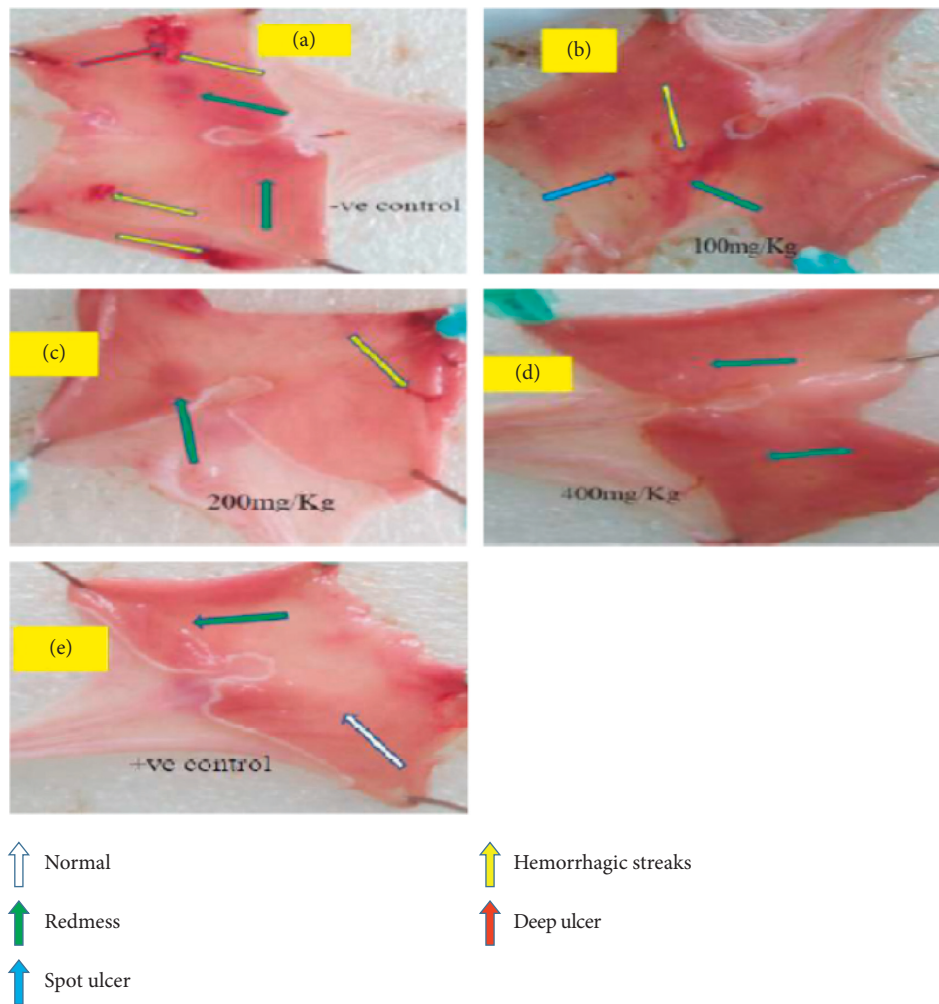 (a)
-ve control
(b)
100mg/Kg
(c)
200mg/Kg
(d)
400mg/Kg
(e)
+ve control
Normal
Redmess
Spot ulcer
Hemorrhagic streaks
Deep ulcer